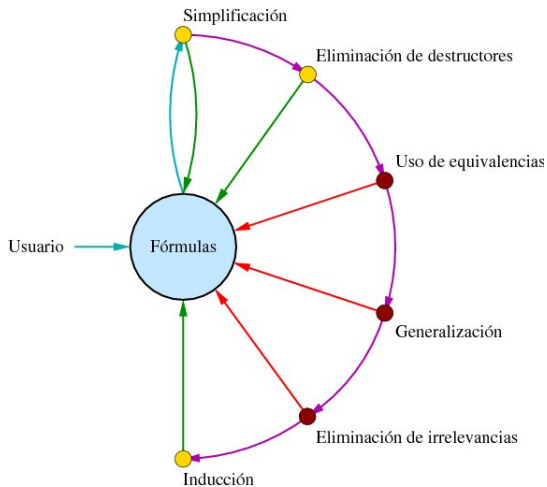 Simplificación
Eliminación de destructores
Uso de equivalencias
Usuario
Fórmulas
Generalización
Eliminación de irrelevancias
Inducción